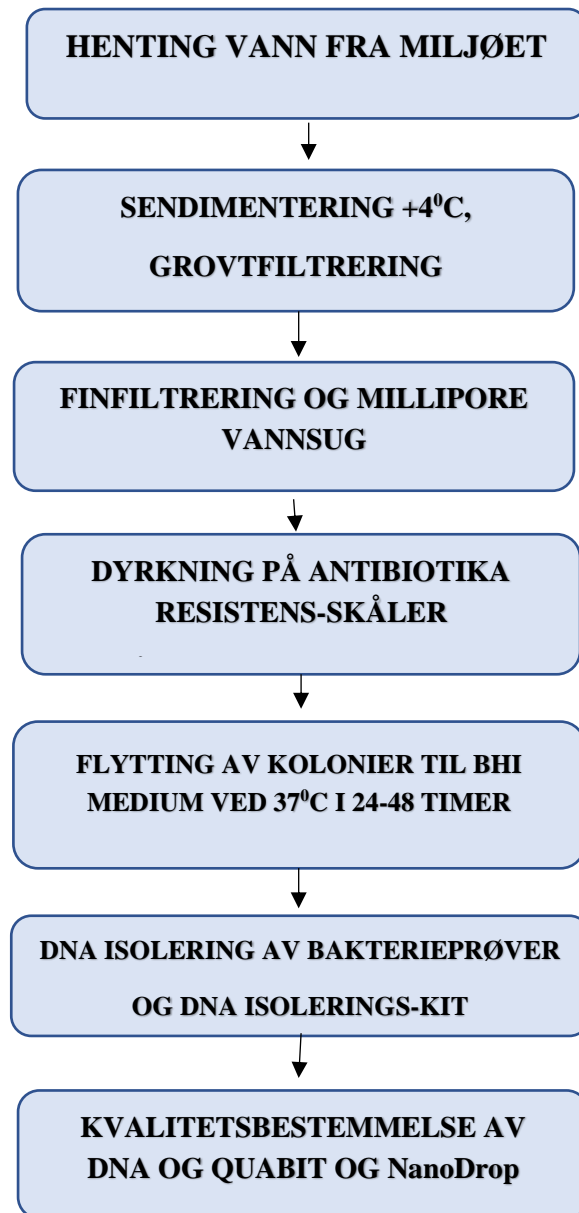 HENTING VANN FRA MILJØET
SENDIMENTERING +4⁰C,
GROVTFILTRERING
FINFILTRERING OG MILLIPORE
VANNSUG
DYRKNING PÅ ANTIBIOTIKA
RESISTENS-SKÅLER
FLYTTING AV KOLONIER TIL BHI
MEDIUM VED 37⁰C I 24-48 TIMER
DNA ISOLERING AV BAKTERIEPRØVER
OG DNA ISOLERINGS-KIT
KVALITETSBESTEMMELSE AV
DNA OG QUABIT OG NanoDrop